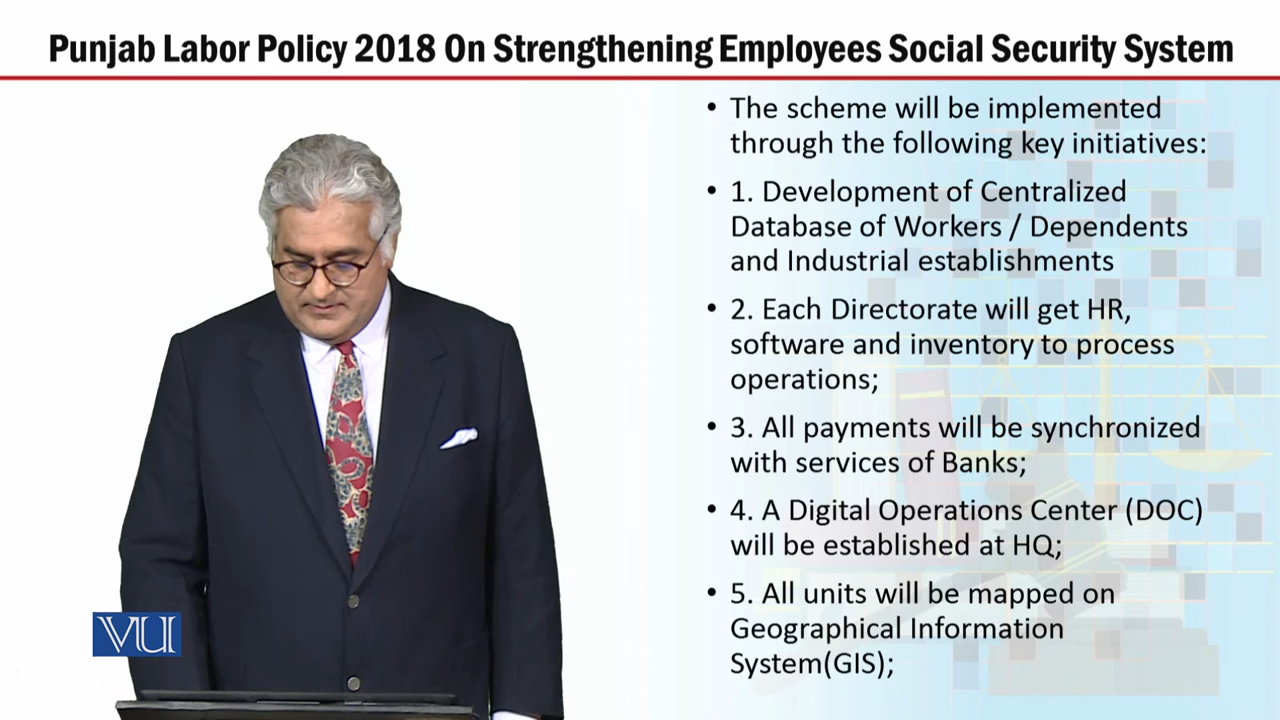 Punjab Labor Policy 2018 On Strengthening Employees Social Security System
• The scheme will be implemented
through the following key initiatives:
• 1. Development of Centralized
Database of Workers / Dependents
and Industrial establishments
• 2. Each Directorate will get HR,
software and inventory to process
operations;
• 3. All payments will be synchronized
with services of Banks;
• 4. A Digital Operations Center (DOC)
will be established at HQ;
• 5. All units will be mapped on
Geographical Information
System(GIS);
VU